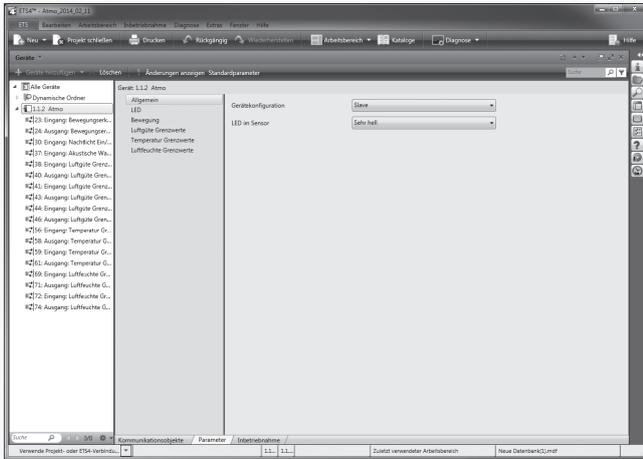 ETS4™ - Atmo_2014_02_11
ETS Bearbeiten Arbeitsbereich Inbetriebnahme Diagnose Extras Fenster Hilfe
Neu Projekt schließen Drucken Rückgängig Wiederherstellen Arbeitsbereich Kataloge Diagnose Hilfe
Geräte
Geräte hinzufügen Löschen Änderungen anzeigen Standardparameter Suche
Alle Geräte
Dynamische Ordner
1.1.2 Atmo
23: Eingang: Bewegungserk...
24: Ausgang: Bewegungser...
30: Eingang: Nachtlicht Ein/...
37: Eingang: Akustische Wa...
38: Eingang: Luftgüte Grenz...
40: Ausgang: Luftgüte Gren...
41: Eingang: Luftgüte Grenz...
43: Ausgang: Luftgüte Gren...
44: Eingang: Luftgüte Grenz...
46: Ausgang: Luftgüte Gren...
56: Eingang: Temperatur Gr...
58: Ausgang: Temperatur G...
59: Eingang: Temperatur Gr...
61: Ausgang: Temperatur G...
69: Eingang: Luftfeuchte Gr...
71: Ausgang: Luftfeuchte G...
72: Eingang: Luftfeuchte Gr...
74: Ausgang: Luftfeuchte G...
Gerät: 1.1.2 Atmo
Allgemein
LED
Bewegung
Luftgüte Grenzwerte
Temperatur Grenzwerte
Luftfeuchte Grenzwerte
Gerätekonfiguration Slave
LED im Sensor Sehr hell
Suche
Kommunikationsobjekte Parameter Inbetriebnahme
Verwende Projekt- oder ETS4-Verbindu... 1.1... 1.1... Zuletzt verwendeter Arbeitsbereich Neue Datenbank(1).mdf